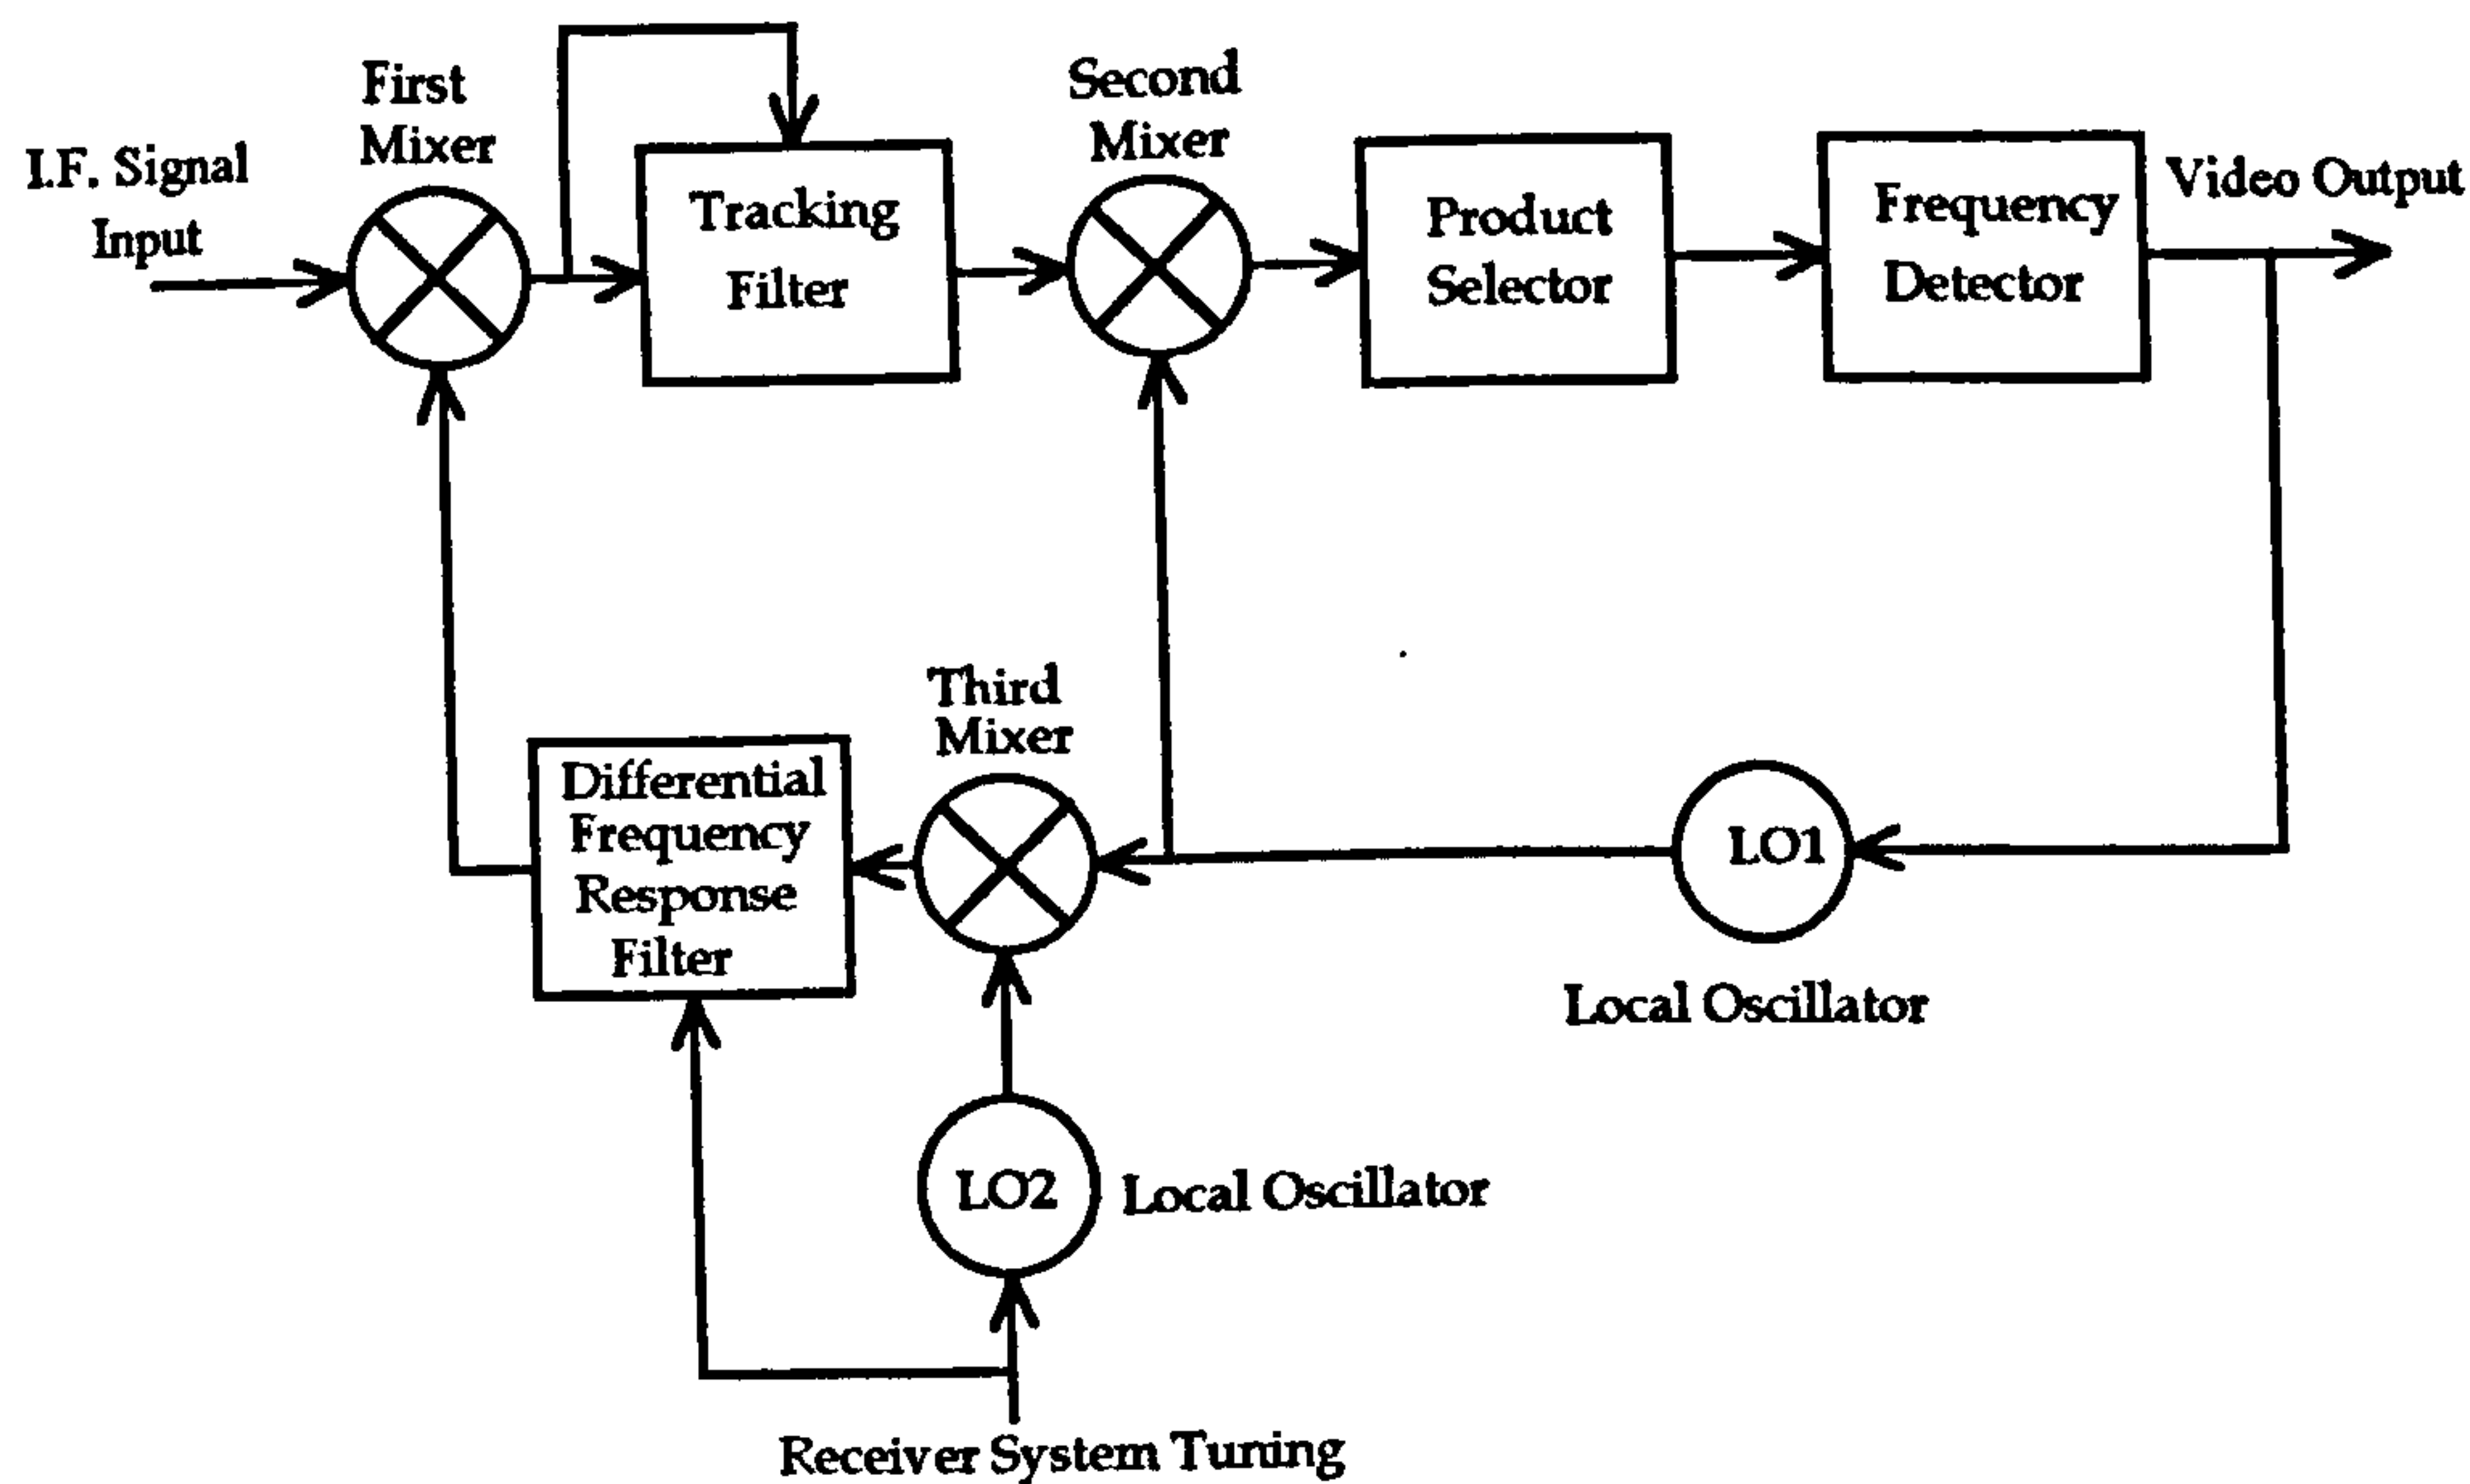 First
Mixer
I.F. Signal
Input
Tracking
Filter
Second
Mixer
Product
Selector
Frequency
Detector
Video Output
Third
Mixer
Differential
Frequency
Response
Filter
LO1
Local Oscillator
LO2
Local Oscillator
Receiver System Tuning